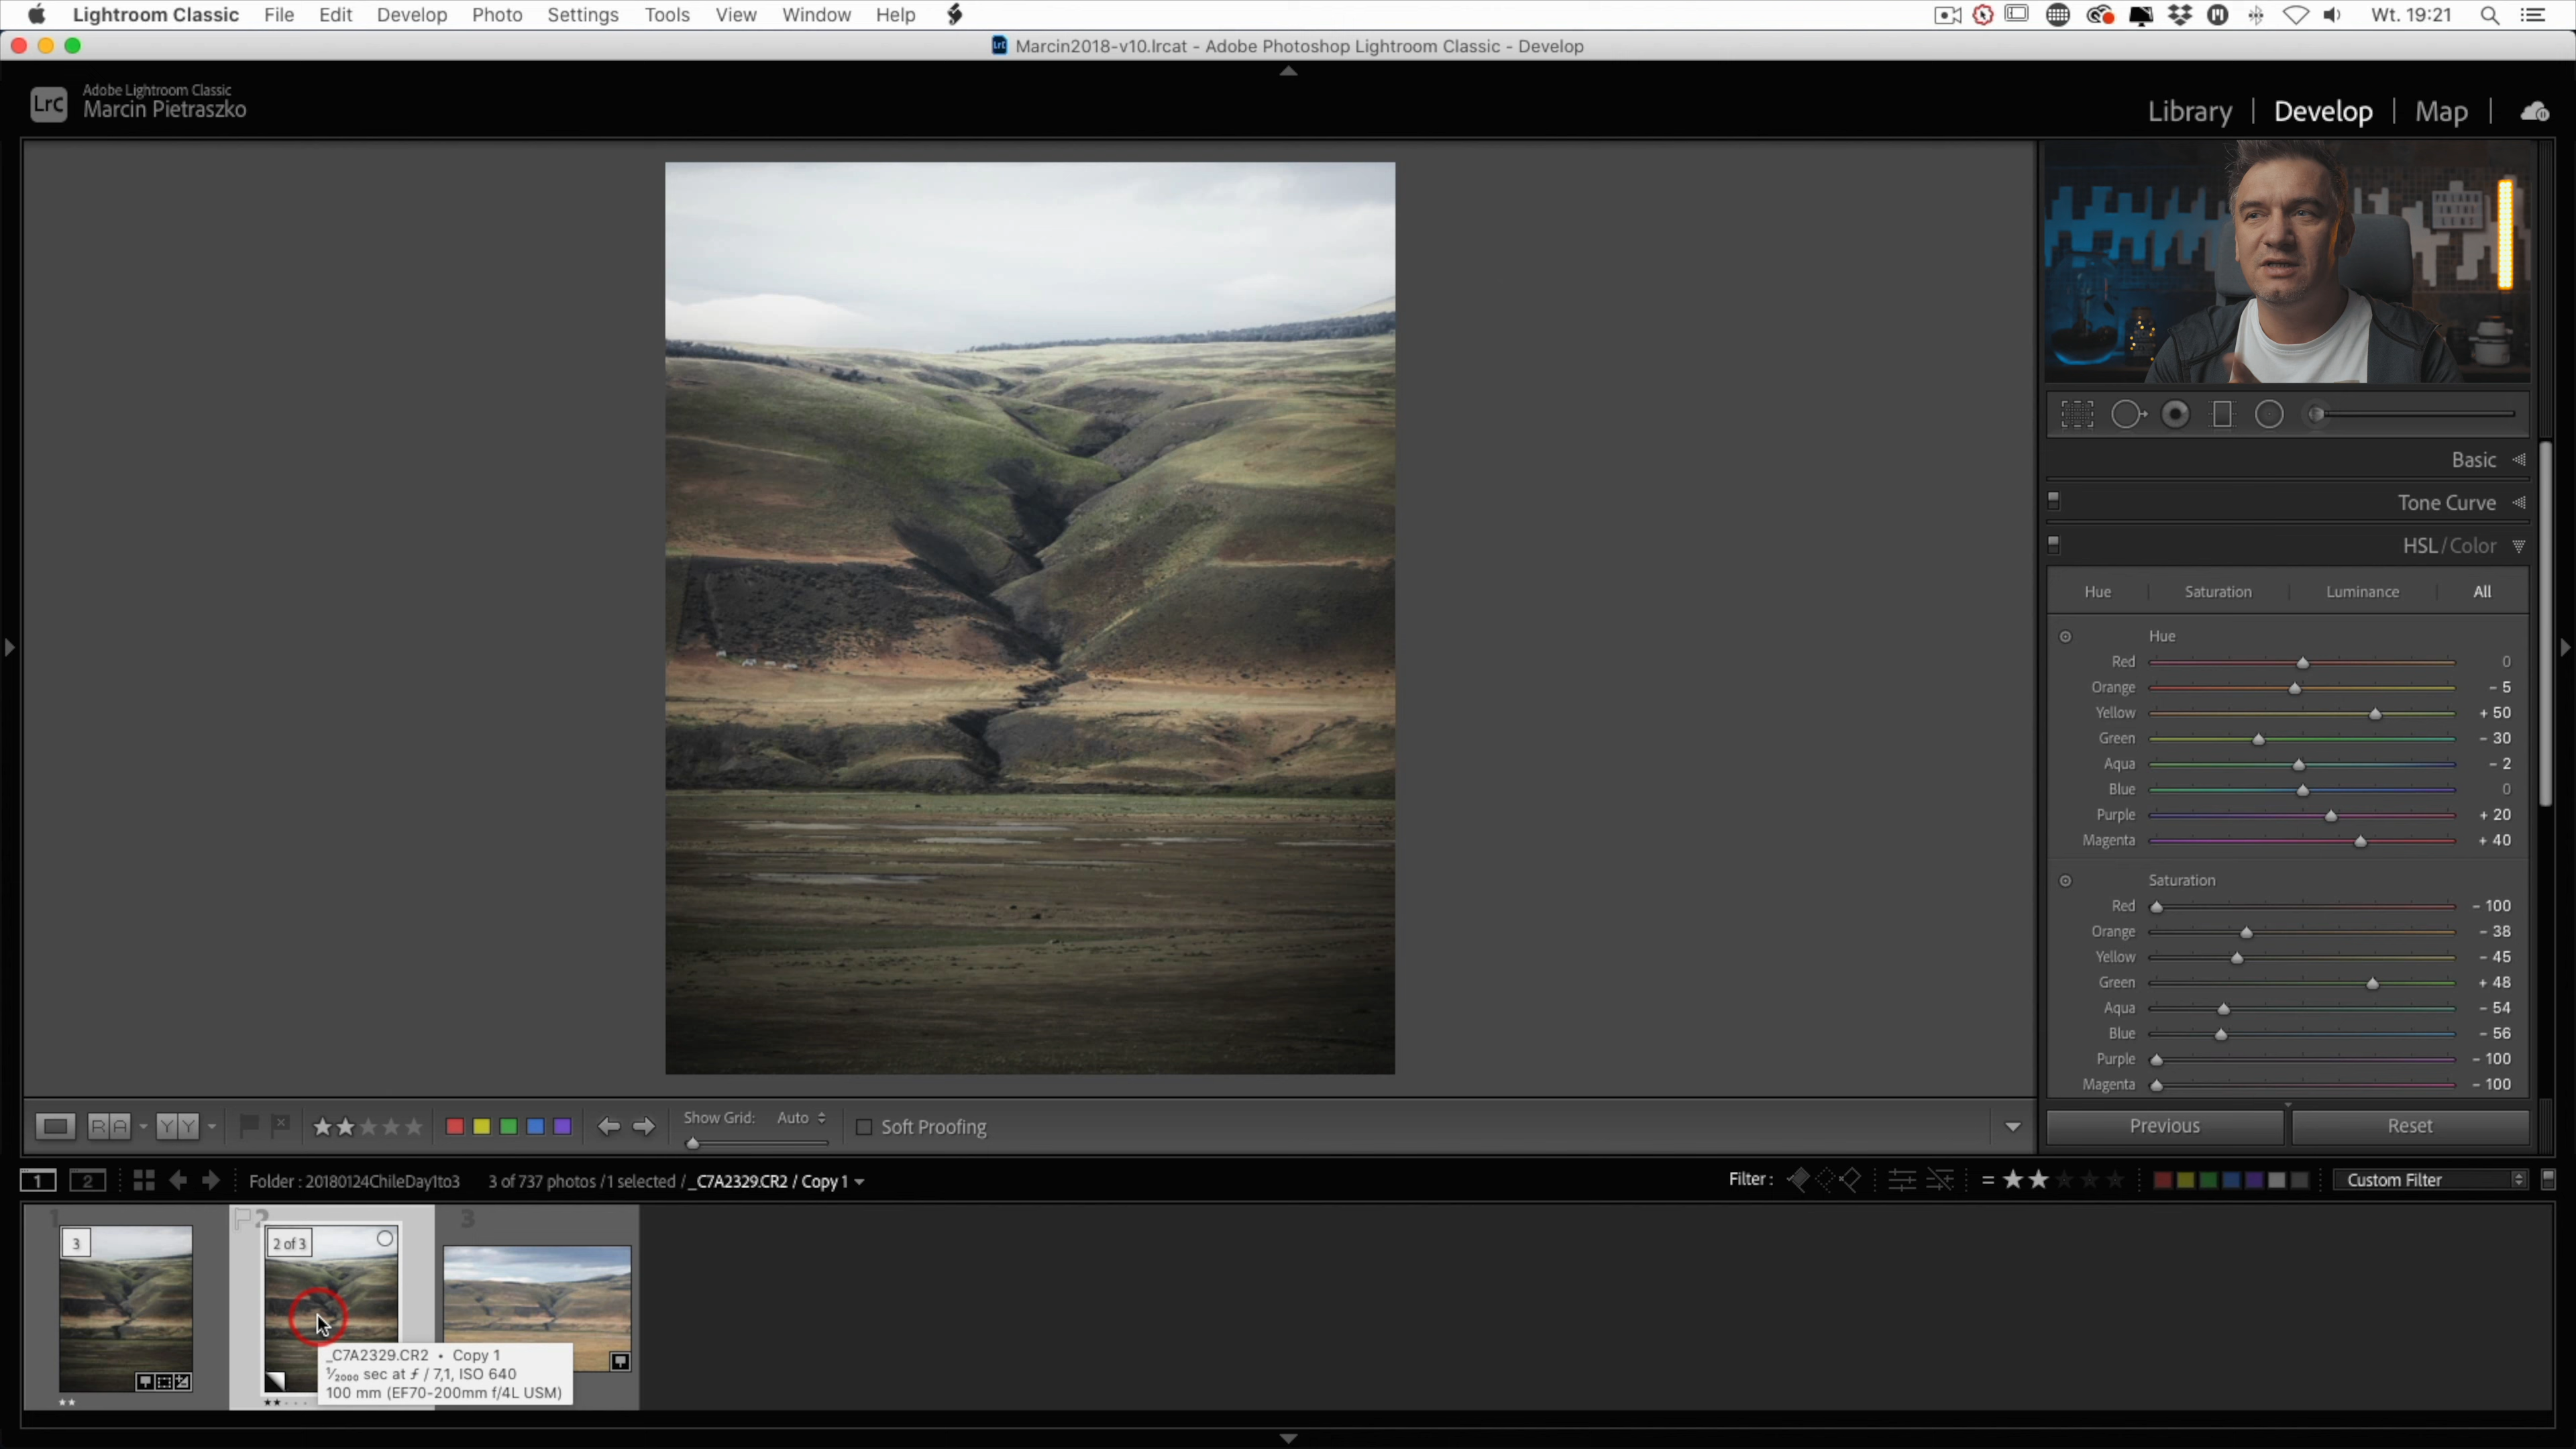 Lightroom Classic File Edit Develop Photo Settings Tools View Window Help Wt. 19:21
Marcin2018-v10.lrcat - Adobe Photoshop Lightroom Classic - Develop
LrC Adobe Lightroom Classic
Marcin Pietraszko
Library | Develop | Map |
Basic
Tone Curve
HSL / Color
Hue Saturation Luminance All
Hue
Red 0
Orange - 5
Yellow + 50
Green - 30
Aqua - 2
Blue 0
Purple + 20
Magenta + 40
Saturation
Red - 100
Orange - 38
Yellow - 45
Green + 48
Aqua - 54
Blue - 56
Purple - 100
Magenta - 100
R A Y Y Show Grid: Auto Soft Proofing
Previous Reset
1 2 Folder : 20180124ChileDay1to3 3 of 737 photos / 1 selected / _C7A2329.CR2 / Copy 1 Filter : = Custom Filter
1 2 3
3 2 of 3
_C7A2329.CR2 • Copy 1
1/2000 sec at ƒ / 7,1, ISO 640
100 mm (EF70-200mm f/4L USM)